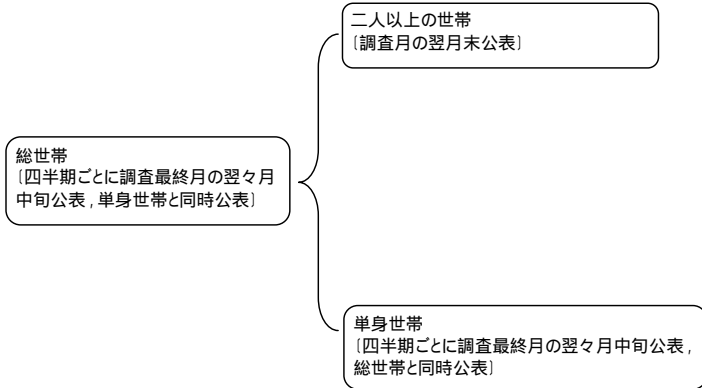 二人以上の世帯
〔調査月の翌月末公表〕
総世帯
〔四半期ごとに調査最終月の翌々月
中旬公表，単身世帯と同時公表〕
単身世帯
〔四半期ごとに調査最終月の翌々月中旬公表，
総世帯と同時公表〕